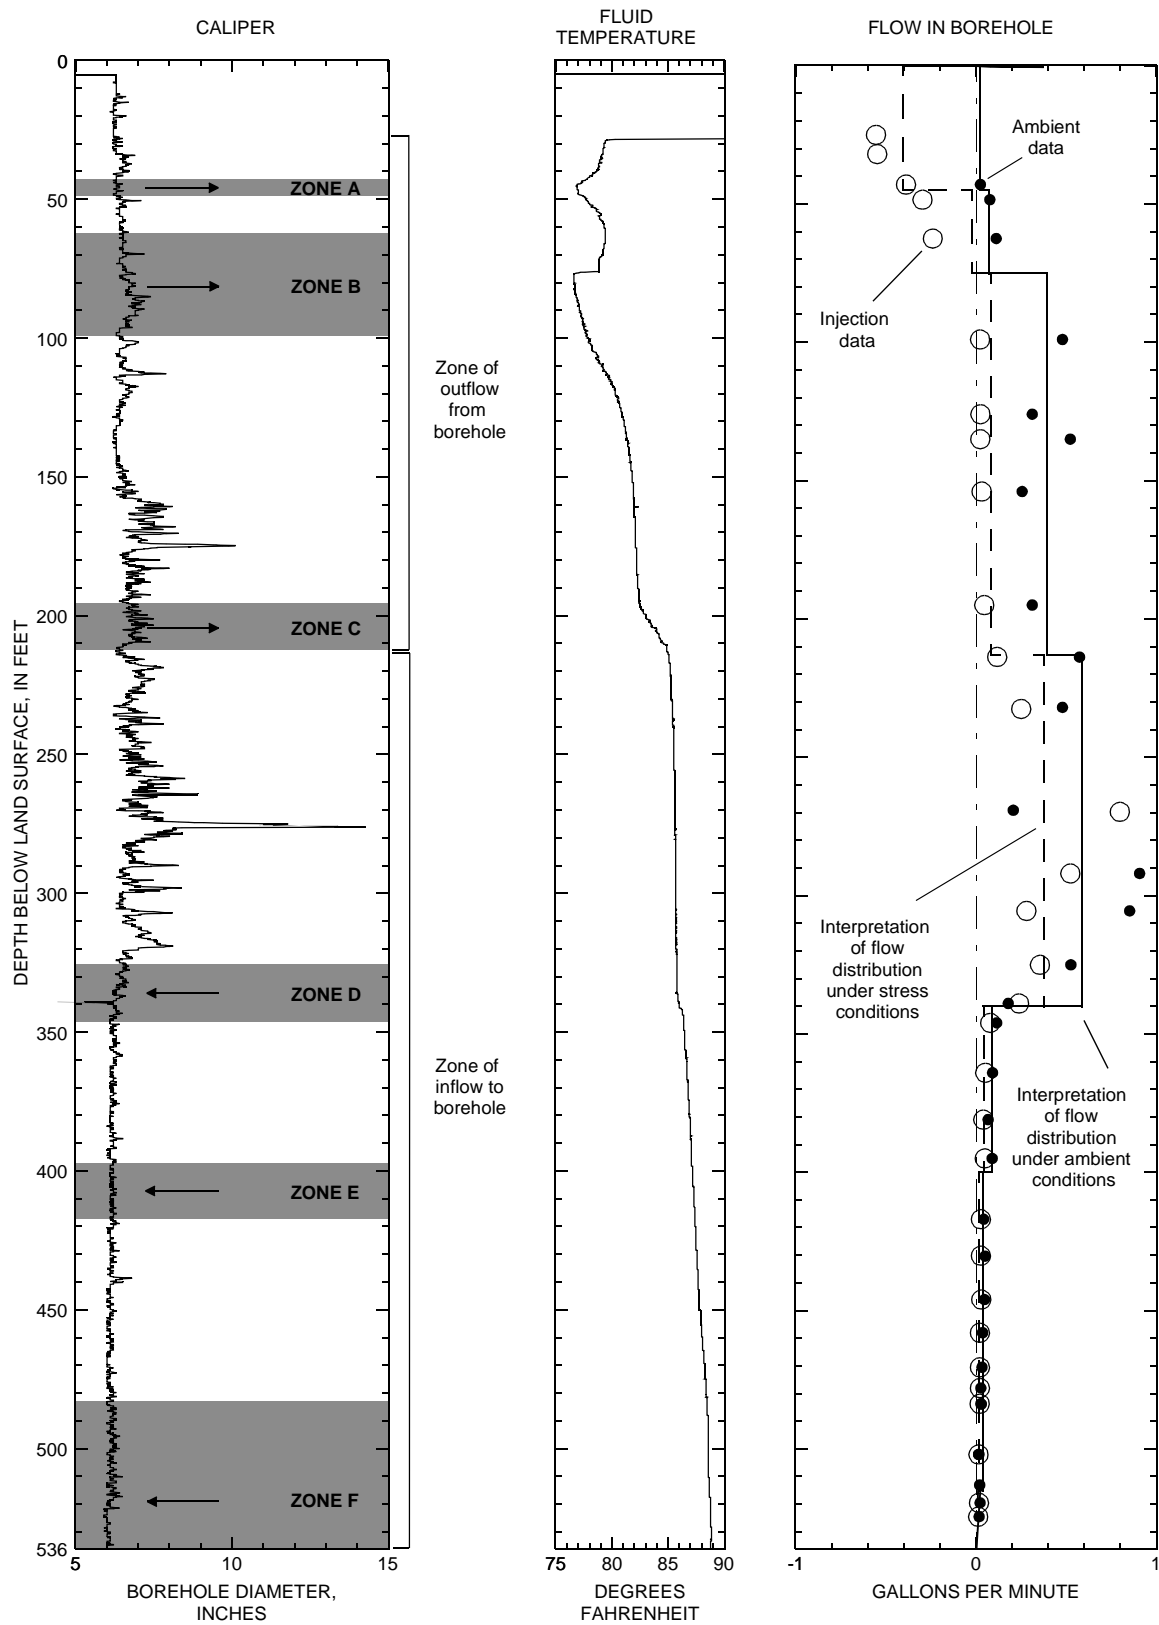 CALIPER
FLUID
TEMPERATURE
FLOW IN BOREHOLE
0
50
100
150
200
250
300
350
400
450
500
536
DEPTH BELOW LAND SURFACE, IN FEET
ZONE A
ZONE B
ZONE C
ZONE D
ZONE E
ZONE F
Zone of
outflow
from
borehole
Zone of
inflow to
borehole
Ambient
data
Injection
data
Interpretation
of flow
distribution
under stress
conditions
Interpretation
of flow
distribution
under ambient
conditions
5 10 15
BOREHOLE DIAMETER,
INCHES
75 80 85 90
DEGREES
FAHRENHEIT
-1 0 1
GALLONS PER MINUTE